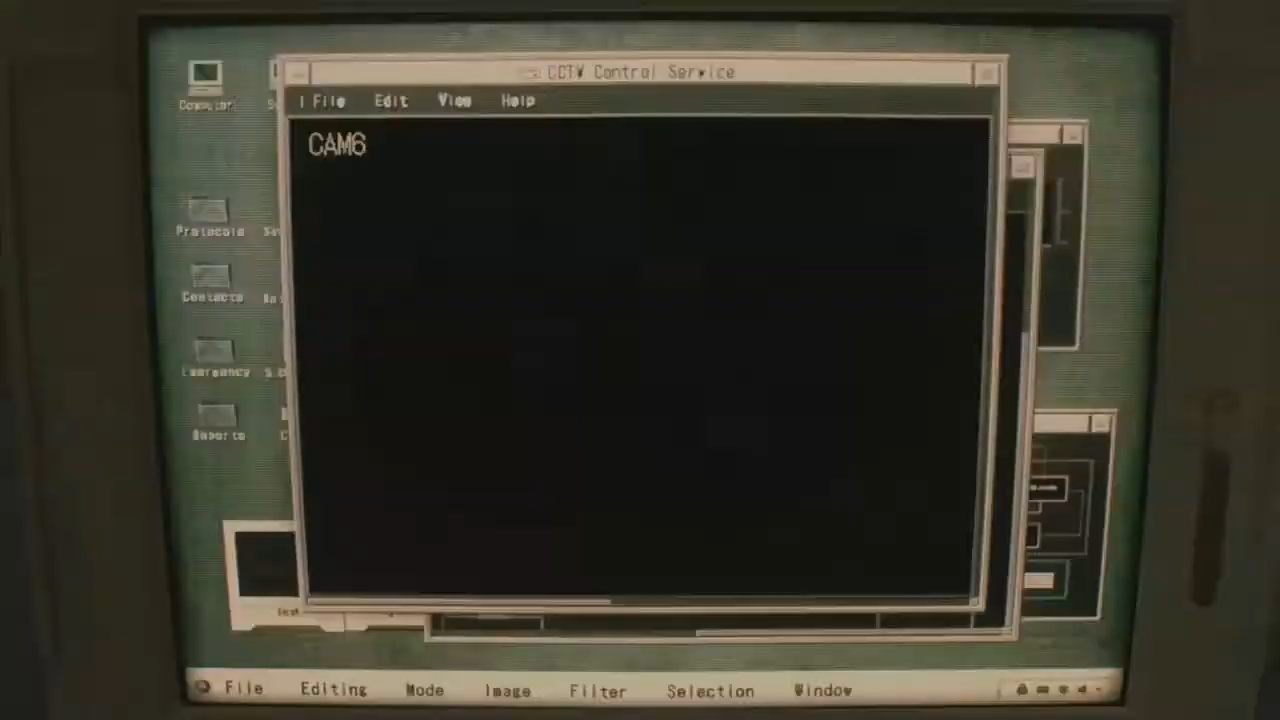 CCTV Control Service
File Edit View Help
CAM6
Computer
Protocols
Contacts
Emergency
Reports
File Editing Mode Image Filter Selection Window